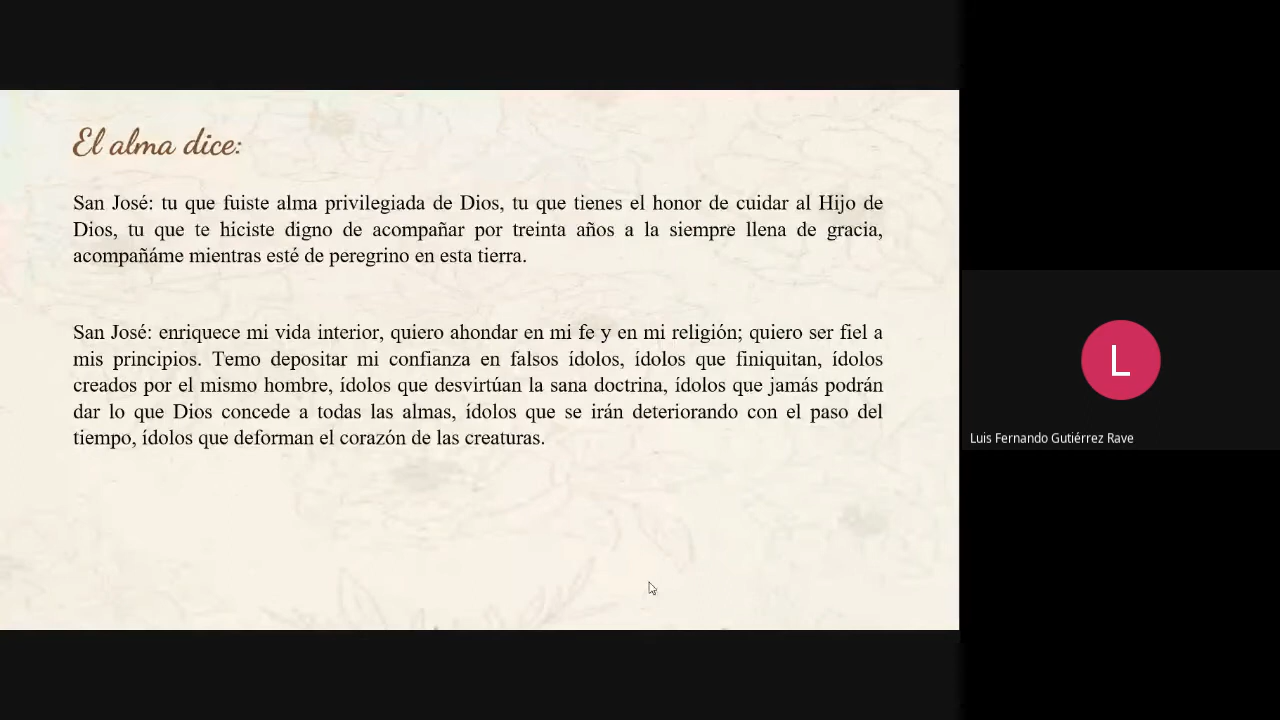 El alma dice:
San José: tu que fuiste alma privilegiada de Dios, tu que tienes el honor de cuidar al Hijo de
Dios, tu que te hiciste digno de acompañar por treinta años a la siempre llena de gracia,
acompañáme mientras esté de peregrino en esta tierra.
San José: enriquece mi vida interior, quiero ahondar en mi fe y en mi religión; quiero ser fiel a
mis principios. Temo depositar mi confianza en falsos ídolos, ídolos que finiquitan, ídolos
creados por el mismo hombre, ídolos que desvirtúan la sana doctrina, ídolos que jamás podrán
dar lo que Dios concede a todas las almas, ídolos que se irán deteriorando con el paso del
tiempo, ídolos que deforman el corazón de las creaturas.
L
Luis Fernando Gutiérrez Rave